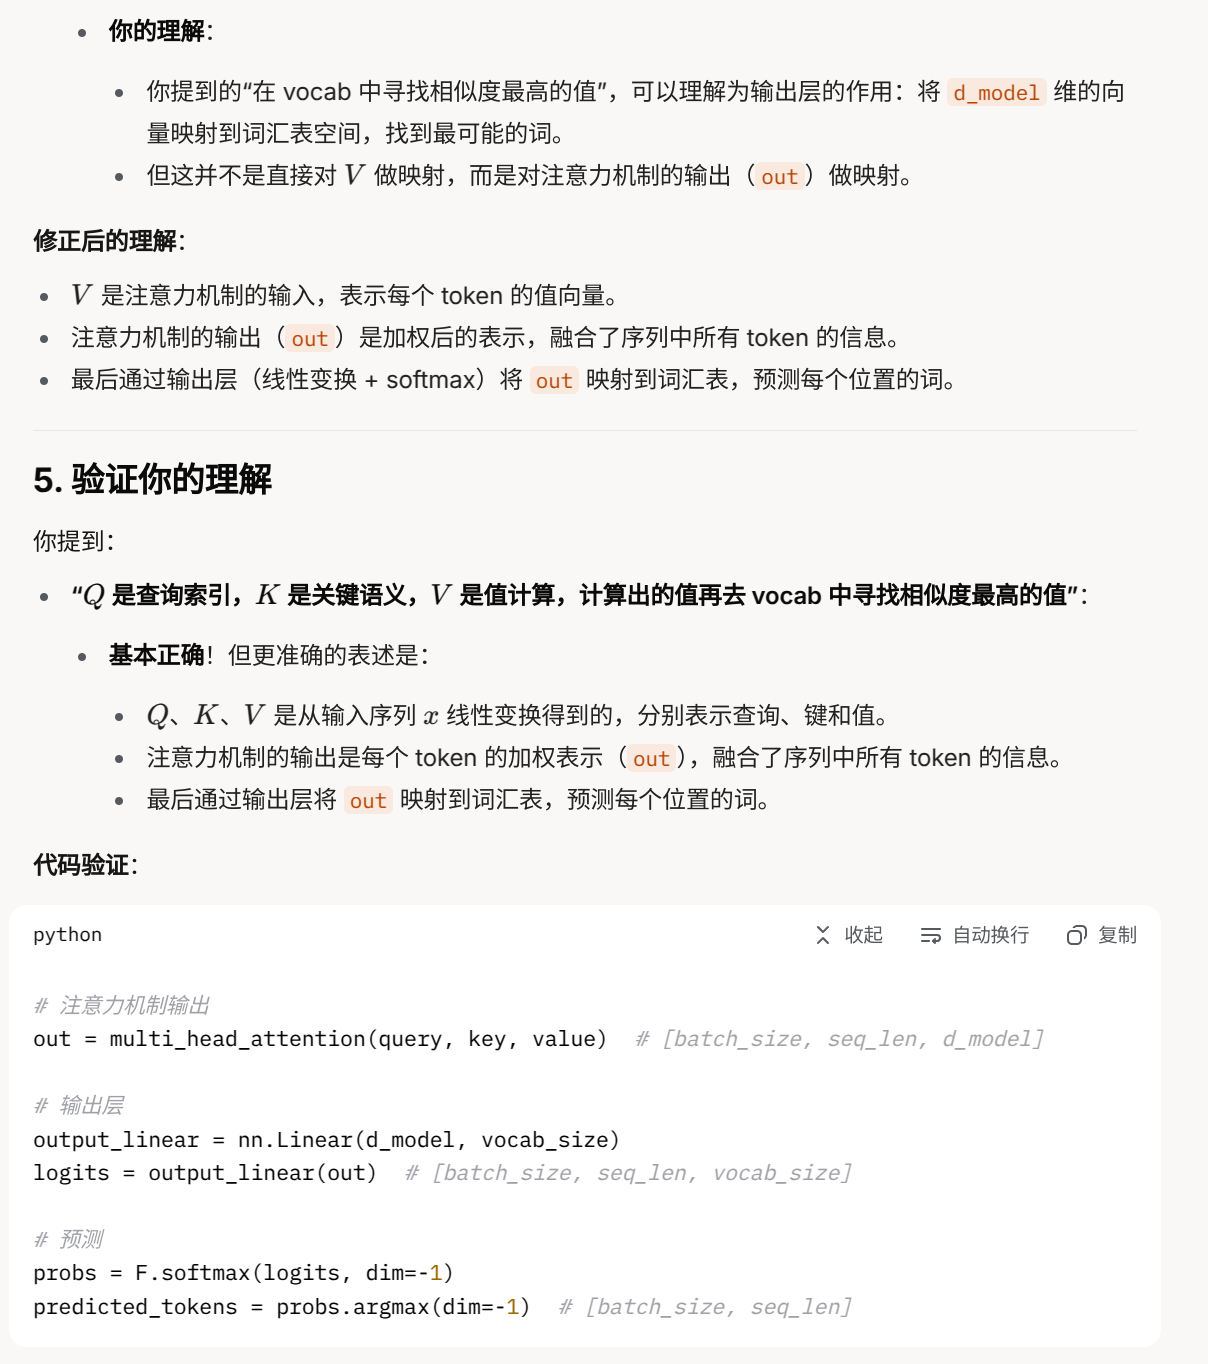 你的理解：
你提到的“在 vocab 中寻找相似度最高的值”，可以理解为输出层的作用：将 d_model 维的向
量映射到词汇表空间，找到最可能的词。
但这并不是直接对 V 做映射，而是对注意力机制的输出（out）做映射。
修正后的理解：
V 是注意力机制的输入，表示每个 token 的值向量。
注意力机制的输出（out）是加权后的表示，融合了序列中所有 token 的信息。
最后通过输出层（线性变换 + softmax）将 out 映射到词汇表，预测每个位置的词。
5. 验证你的理解
你提到：
“Q 是查询索引，K 是关键语义，V 是值计算，计算出的值再去 vocab 中寻找相似度最高的值”：
基本正确！但更准确的表述是：
Q、K、V 是从输入序列 x 线性变换得到的，分别表示查询、键和值。
注意力机制的输出是每个 token 的加权表示（out），融合了序列中所有 token 的信息。
最后通过输出层将 out 映射到词汇表，预测每个位置的词。
代码验证：
python 收起 自动换行 复制
# 注意力机制输出
out = multi_head_attention(query, key, value)  # [batch_size, seq_len, d_model]
# 输出层
output_linear = nn.Linear(d_model, vocab_size)
logits = output_linear(out)  # [batch_size, seq_len, vocab_size]
# 预测
probs = F.softmax(logits, dim=-1)
predicted_tokens = probs.argmax(dim=-1)  # [batch_size, seq_len]